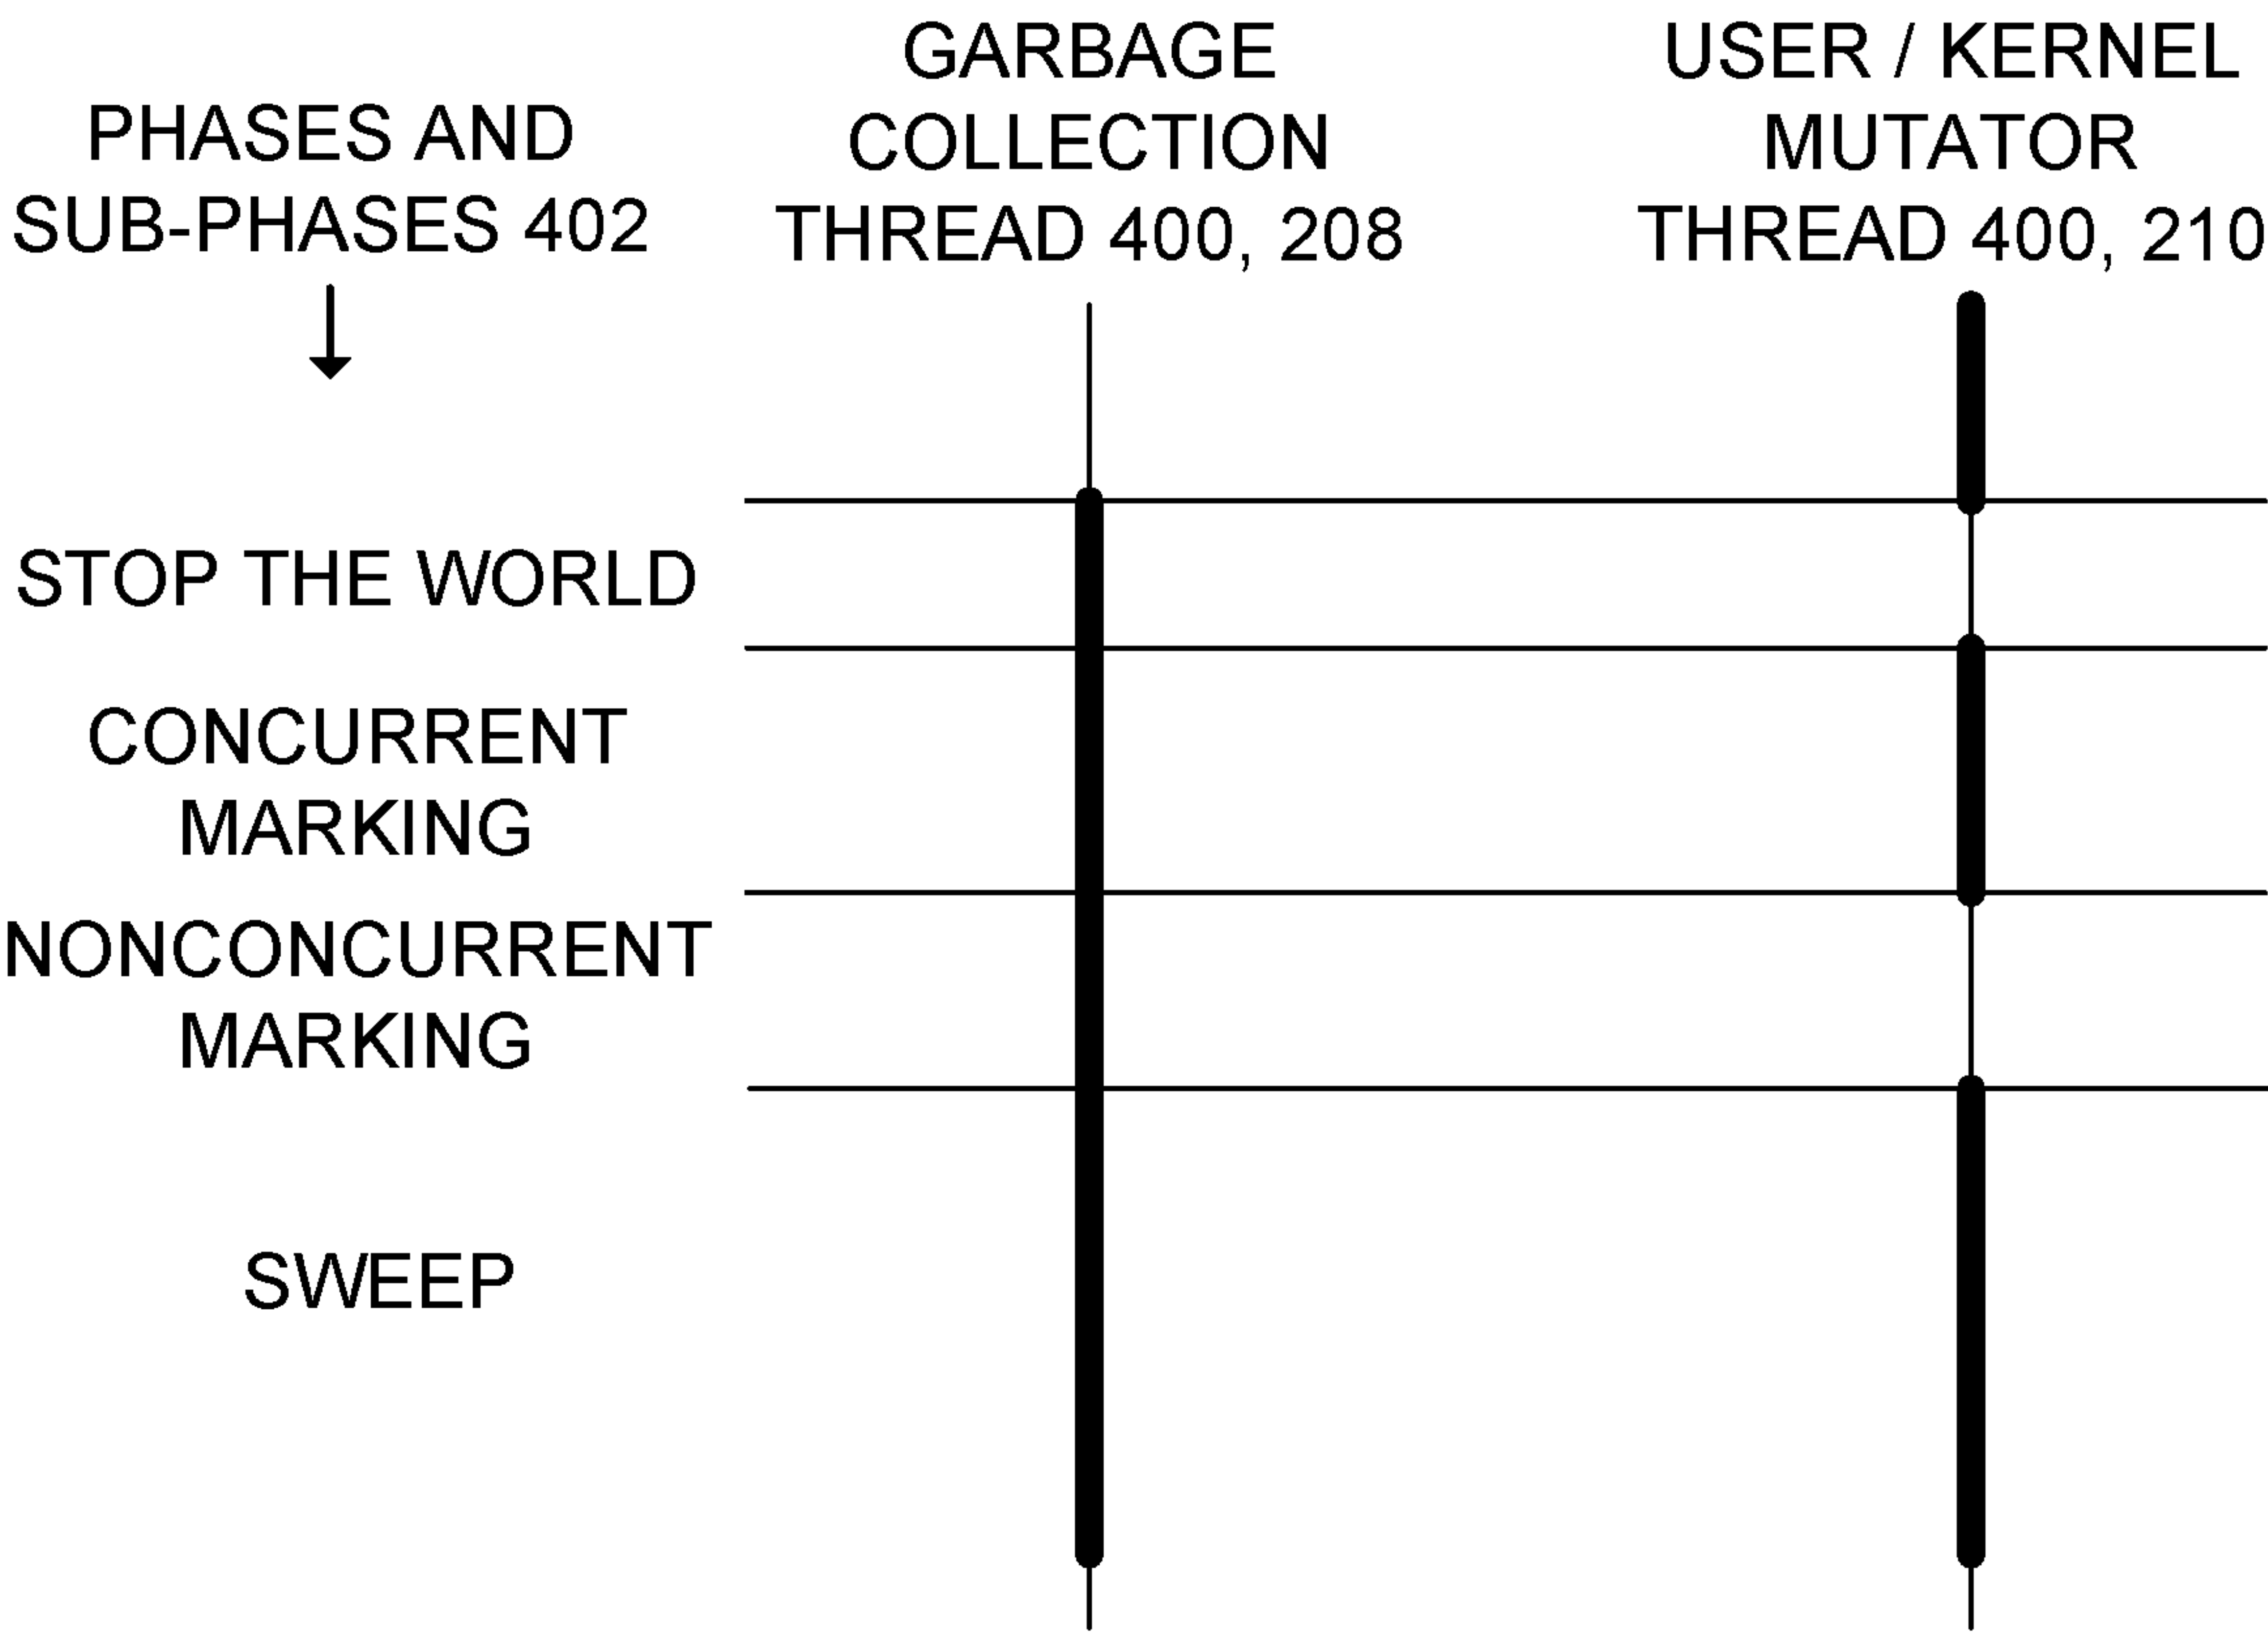 PHASES AND
SUB-PHASES 402
GARBAGE
COLLECTION
THREAD 400, 208
USER / KERNEL
MUTATOR
THREAD 400, 210
STOP THE WORLD
CONCURRENT
MARKING
NONCONCURRENT
MARKING
SWEEP